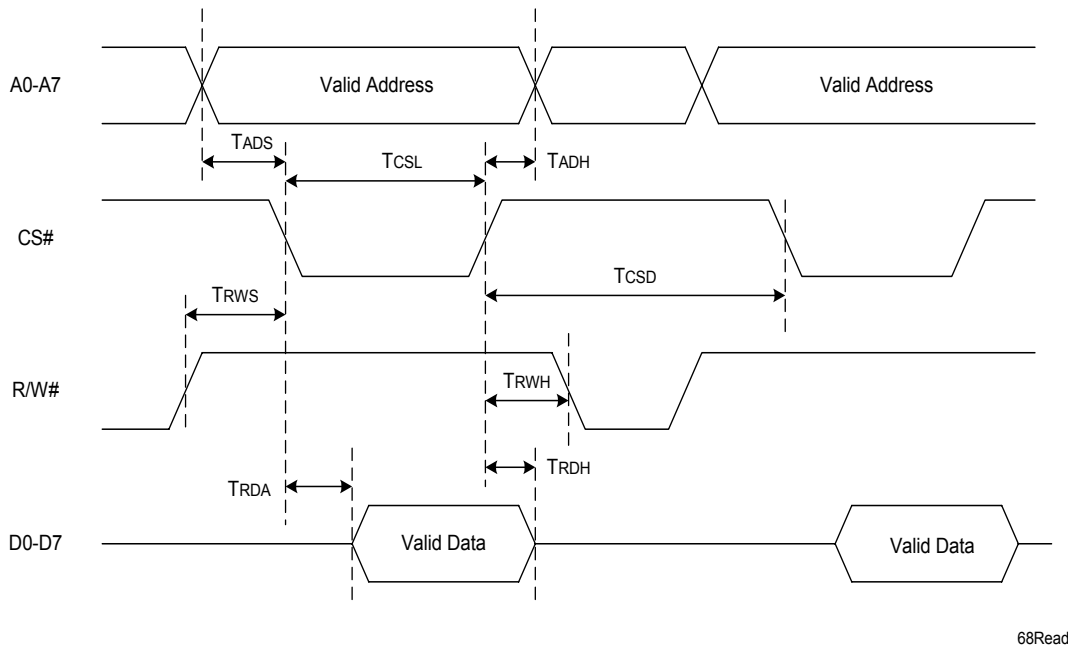 A0-A7
Valid Address
Valid Address
TADS
TCSL
TADH
CS#
TCSD
TRWS
R/W#
TRWH
TRDA
TRDH
D0-D7
Valid Data
Valid Data
68Read